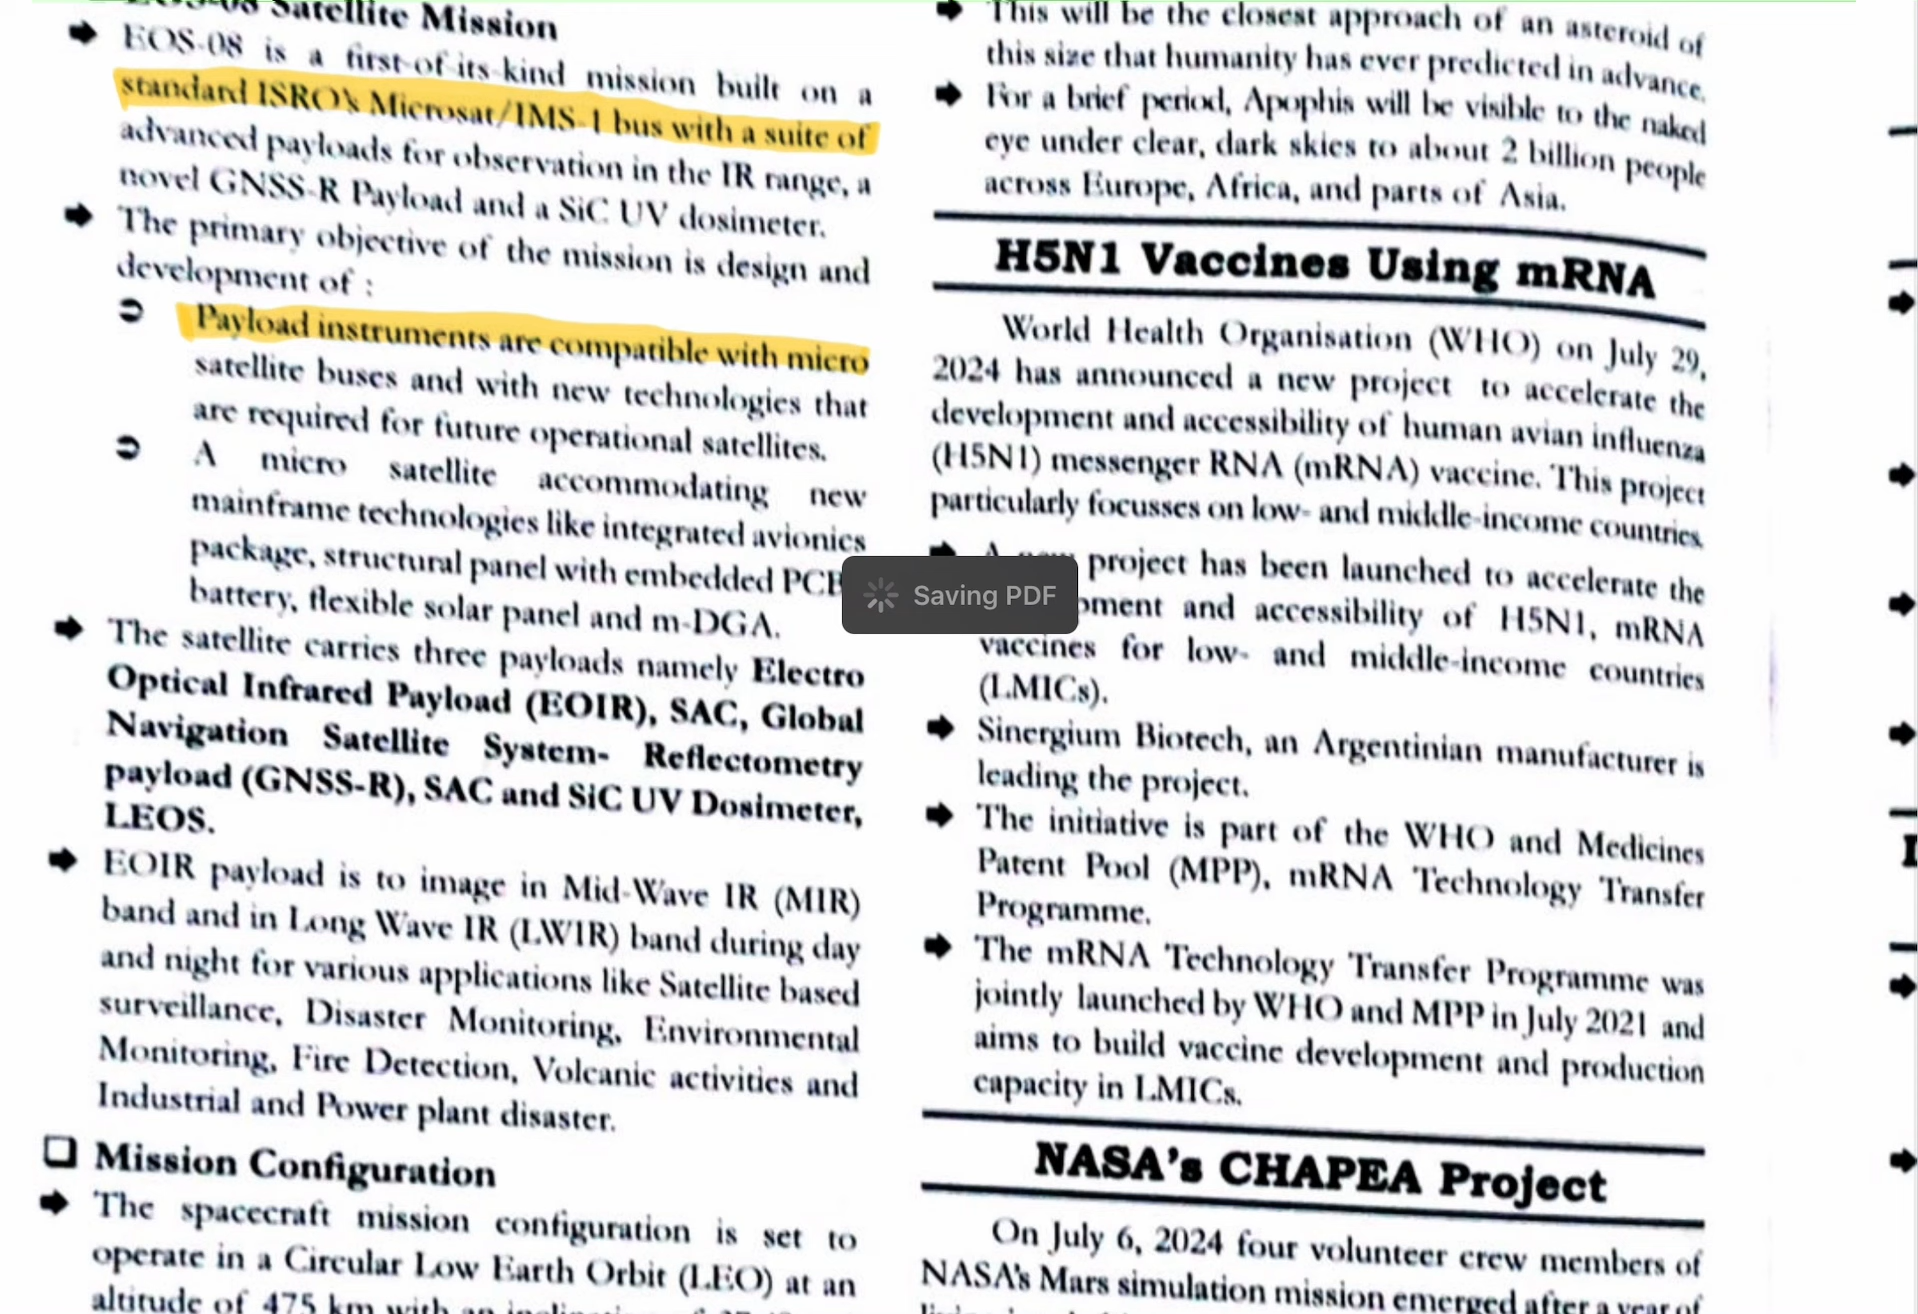 EOS-08 Satellite Mission
➡ EOS-08 is a first-of-its-kind mission built on a
standard ISRO's Microsat/IMS-1 bus with a suite of
advanced payloads for observation in the IR range, a
novel GNSS-R Payload and a SiC UV dosimeter.
➡ The primary objective of the mission is design and
development of :
➲ Payload instruments are compatible with micro
satellite buses and with new technologies that
are required for future operational satellites.
➲ A micro satellite accommodating new
mainframe technologies like integrated avionics
package, structural panel with embedded PCB
battery, flexible solar panel and m-DGA.
➡ The satellite carries three payloads namely Electro
Optical Infrared Payload (EOIR), SAC, Global
Navigation Satellite System- Reflectometry
payload (GNSS-R), SAC and SiC UV Dosimeter,
LEOS.
➡ EOIR payload is to image in Mid-Wave IR (MIR)
band and in Long Wave IR (LWIR) band during day
and night for various applications like Satellite based
surveillance, Disaster Monitoring, Environmental
Monitoring, Fire Detection, Volcanic activities and
Industrial and Power plant disaster.
❑ Mission Configuration
➡ The spacecraft mission configuration is set to
operate in a Circular Low Earth Orbit (LEO) at an
altitude of 475 km with an
➡ This will be the closest approach of an asteroid of
this size that humanity has ever predicted in advance.
➡ For a brief period, Apophis will be visible to the naked
eye under clear, dark skies to about 2 billion people
across Europe, Africa, and parts of Asia.
H5N1 Vaccines Using mRNA
World Health Organisation (WHO) on July 29,
2024 has announced a new project to accelerate the
development and accessibility of human avian influenza
(H5N1) messenger RNA (mRNA) vaccine. This project
particularly focusses on low- and middle-income countries.
➡ A new project has been launched to accelerate the
pment and accessibility of H5N1, mRNA
vaccines for low- and middle-income countries
(LMICs).
➡ Sinergium Biotech, an Argentinian manufacturer is
leading the project.
➡ The initiative is part of the WHO and Medicines
Patent Pool (MPP), mRNA Technology Transfer
Programme.
➡ The mRNA Technology Transfer Programme was
jointly launched by WHO and MPP in July 2021 and
aims to build vaccine development and production
capacity in LMICs.
NASA's CHAPEA Project
On July 6, 2024 four volunteer crew members of
NASA's Mars simulation mission emerged after a year of
Saving PDF